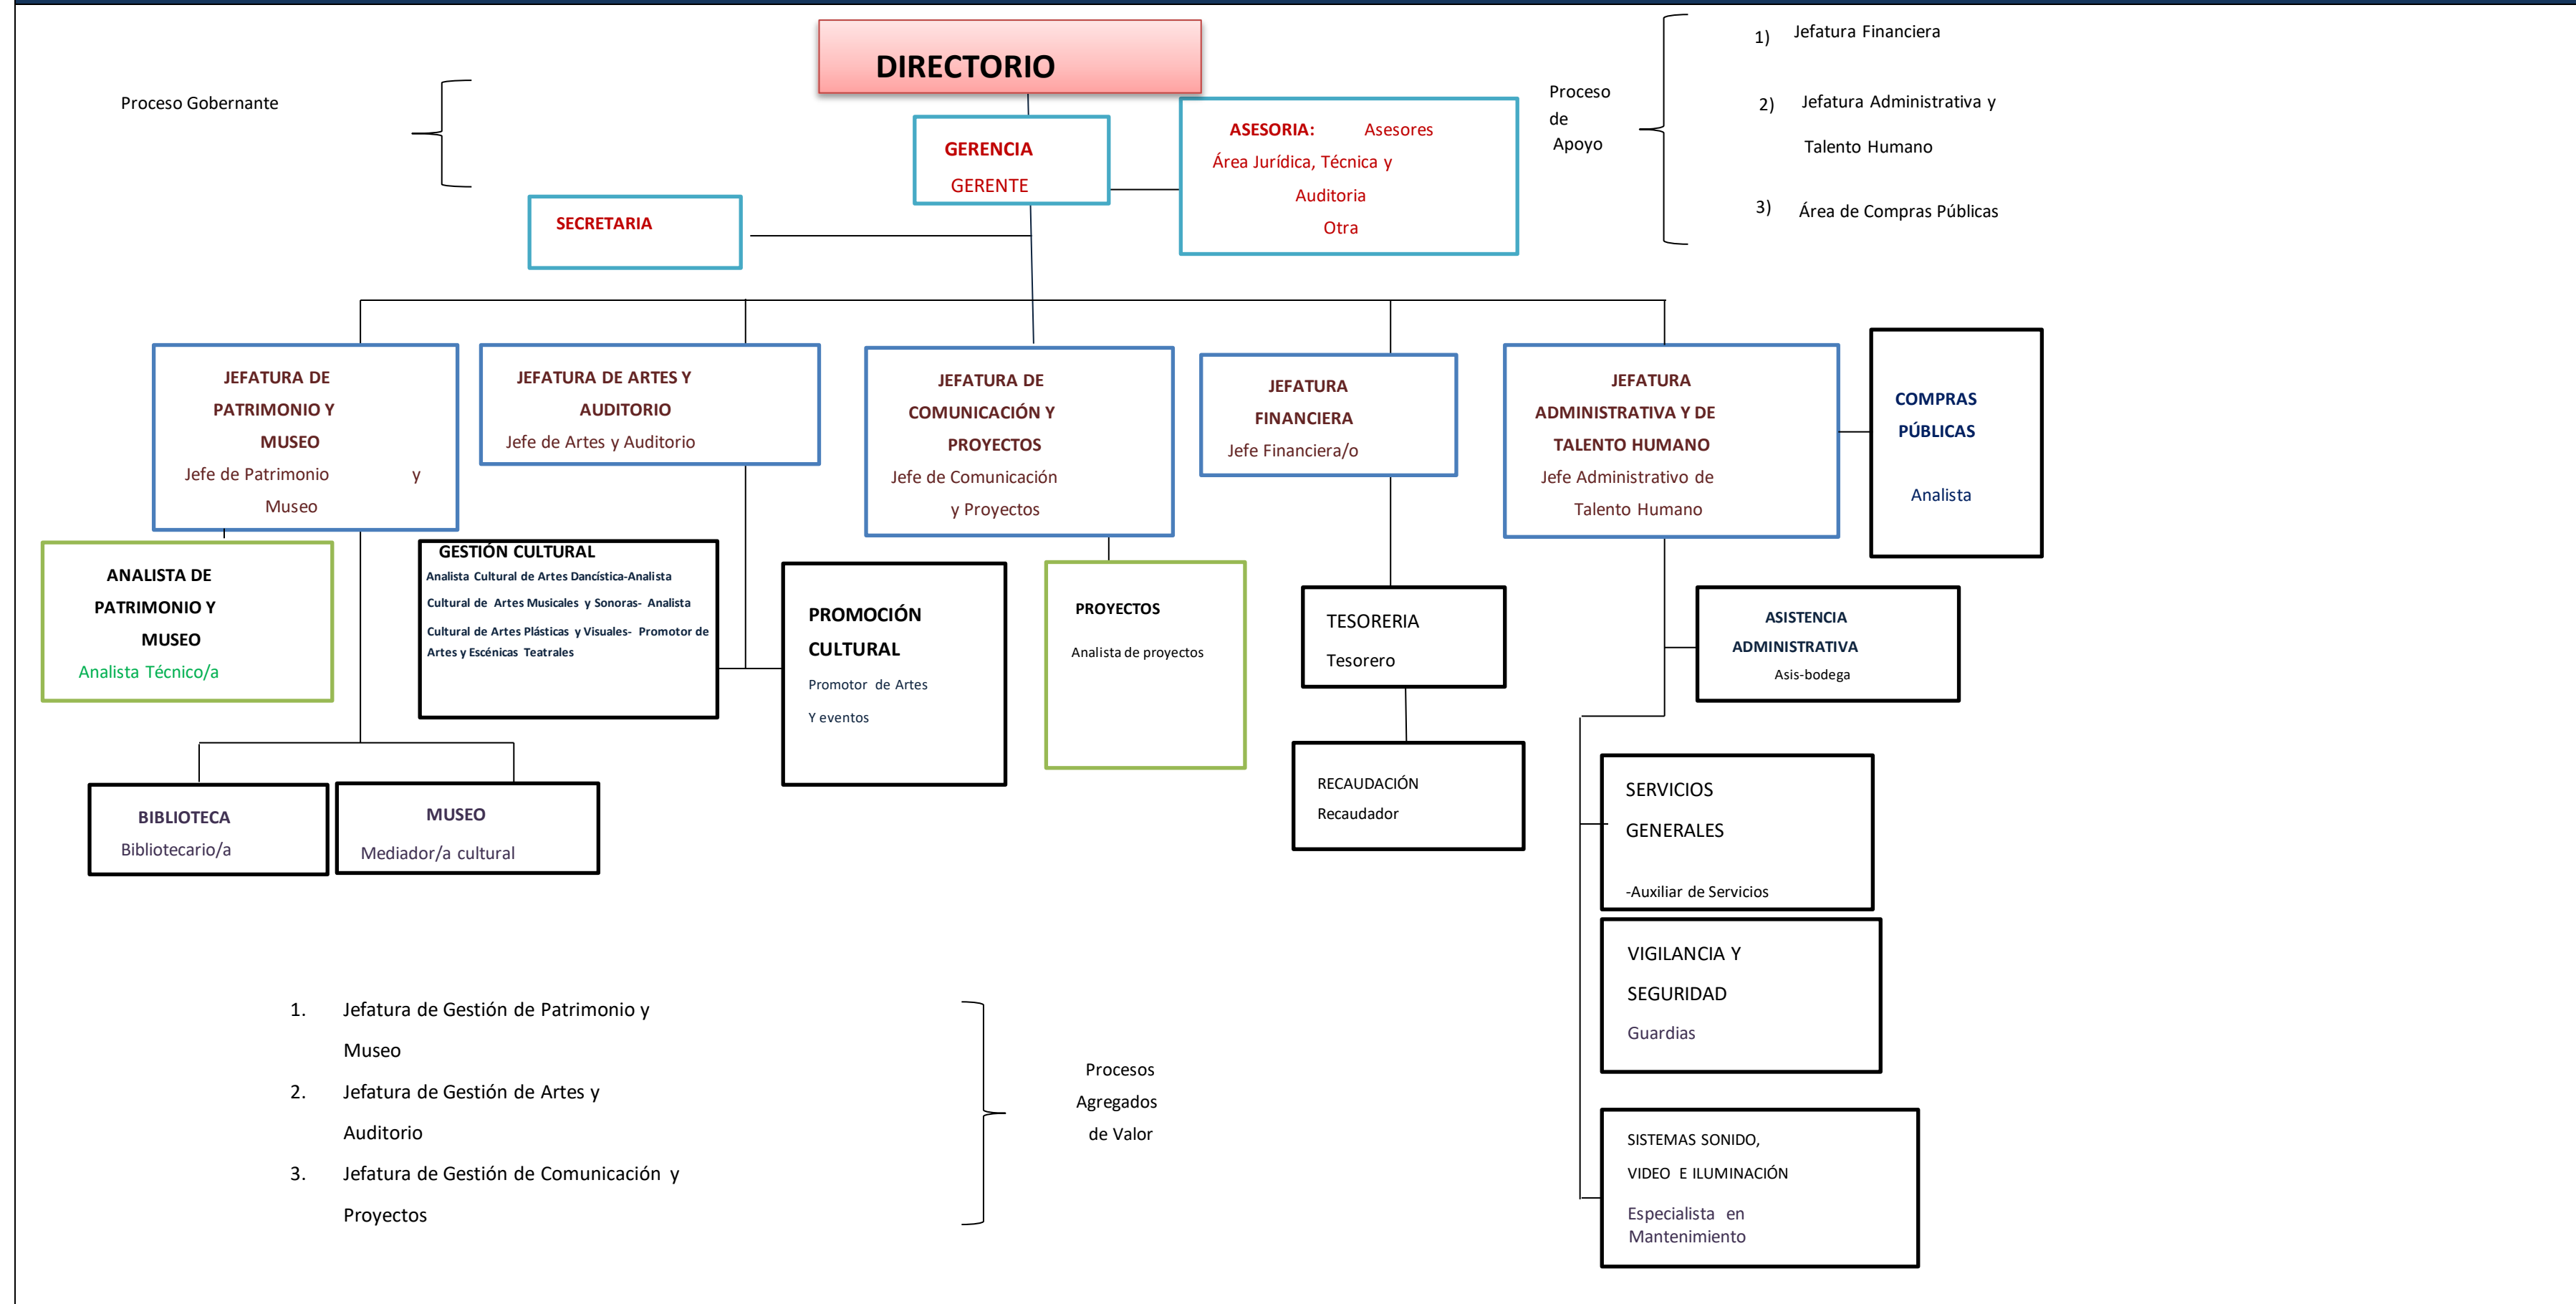 DIRECTORIO
Proceso Gobernante
GERENCIA
GERENTE
ASESORIA: Asesores
Área Jurídica, Técnica y
Auditoria
Otra
SECRETARIA
Proceso
de
Apoyo
1) Jefatura Financiera
2) Jefatura Administrativa y
Talento Humano
3) Área de Compras Públicas
JEFATURA DE
PATRIMONIO Y
MUSEO
Jefe de Patrimonio y
Museo
JEFATURA DE ARTES Y
AUDITORIO
Jefe de Artes y Auditorio
JEFATURA DE
COMUNICACIÓN Y
PROYECTOS
Jefe de Comunicación
y Proyectos
JEFATURA
FINANCIERA
Jefe Financiera/o
JEFATURA
ADMINISTRATIVA Y DE
TALENTO HUMANO
Jefe Administrativo de
Talento Humano
COMPRAS
PÚBLICAS
Analista
ANALISTA DE
PATRIMONIO Y
MUSEO
Analista Técnico/a
GESTIÓN CULTURAL
Analista Cultural de Artes Dancística-Analista
Cultural de Artes Musicales y Sonoras- Analista
Cultural de Artes Plásticas y Visuales- Promotor de
Artes y Escénicas Teatrales
PROMOCIÓN
CULTURAL
Promotor de Artes
Y eventos
PROYECTOS
Analista de proyectos
TESORERIA
Tesorero
ASISTENCIA
ADMINISTRATIVA
Asis-bodega
RECAUDACIÓN
Recaudador
BIBLIOTECA
Bibliotecario/a
MUSEO
Mediador/a cultural
SERVICIOS
GENERALES
-Auxiliar de Servicios
VIGILANCIA Y
SEGURIDAD
Guardias
SISTEMAS SONIDO,
VIDEO E ILUMINACIÓN
Especialista en
Mantenimiento
1. Jefatura de Gestión de Patrimonio y
Museo
2. Jefatura de Gestión de Artes y
Auditorio
3. Jefatura de Gestión de Comunicación y
Proyectos
Procesos
Agregados
de Valor